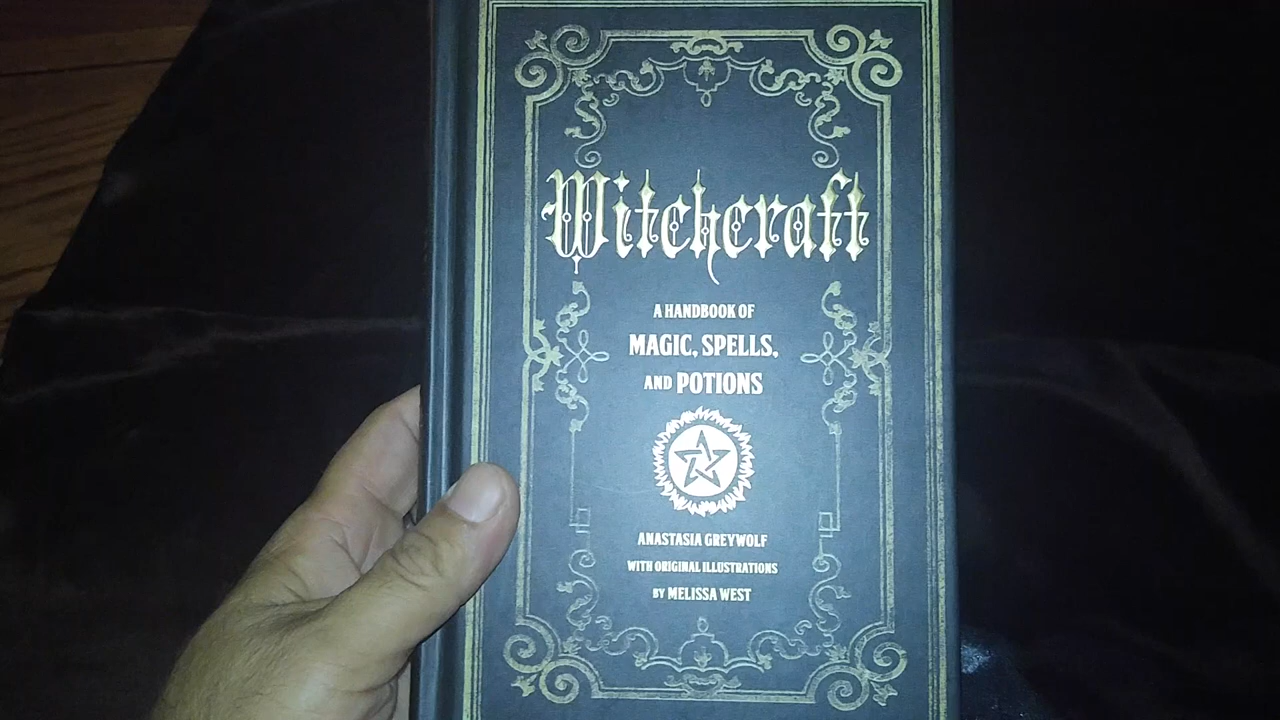 Witchcraft
A HANDBOOK OF
MAGIC, SPELLS,
AND POTIONS
ANASTASIA GREYWOLF
WITH ORIGINAL ILLUSTRATIONS
BY MELISSA WEST